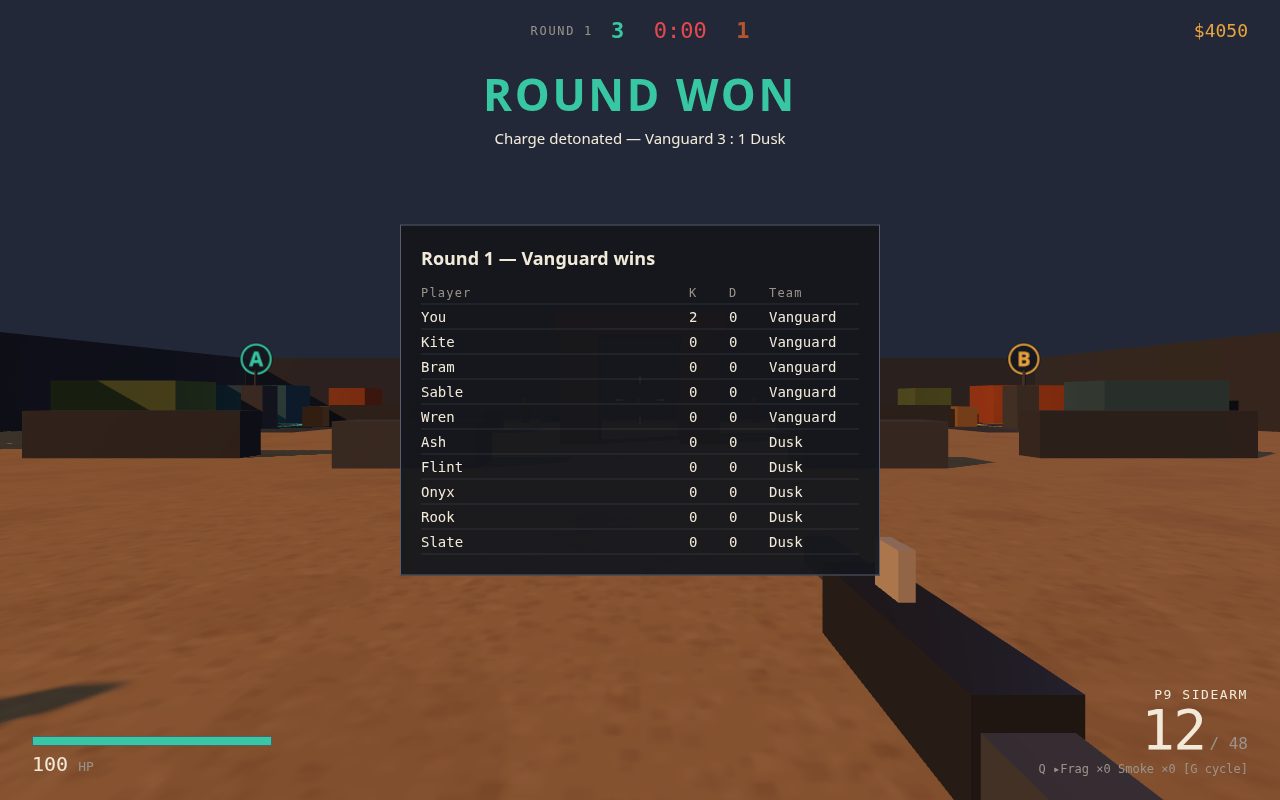 ROUND 1 3 0:00 1
$4050
ROUND WON
Charge detonated — Vanguard 3 : 1 Dusk
Round 1 — Vanguard wins
Player K D Team
You 2 0 Vanguard
Kite 0 0 Vanguard
Bram 0 0 Vanguard
Sable 0 0 Vanguard
Wren 0 0 Vanguard
Ash 0 0 Dusk
Flint 0 0 Dusk
Onyx 0 0 Dusk
Rook 0 0 Dusk
Slate 0 0 Dusk
A
B
100 HP
P9 SIDEARM
12 / 48
Q ▸Frag ×0 Smoke ×0 [G cycle]